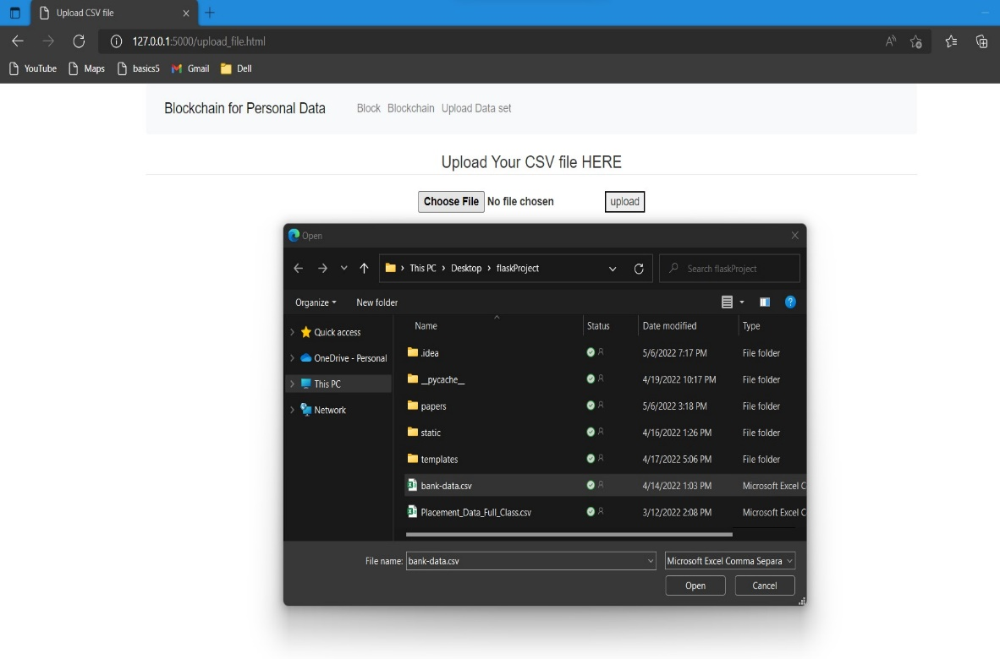 Upload CSV file
127.0.0.1:5000/upload_file.html
YouTube Maps basics5 Gmail Dell
Blockchain for Personal Data Block Blockchain Upload Data set
Upload Your CSV file HERE
Choose File No file chosen upload
Open
This PC > Desktop > flaskProject Search flaskProject
Organize New folder
Name Status Date modified Type
Quick access
OneDrive - Personal
This PC
Network
.idea 5/6/2022 7:17 PM File folder
__pycache__ 4/19/2022 10:17 PM File folder
papers 5/6/2022 3:18 PM File folder
static 4/16/2022 1:26 PM File folder
templates 4/17/2022 5:06 PM File folder
bank-data.csv 4/14/2022 1:03 PM Microsoft Excel C
Placement_Data_Full_Class.csv 3/12/2022 2:08 PM Microsoft Excel C
File name: bank-data.csv Microsoft Excel Comma Separa
Open Cancel